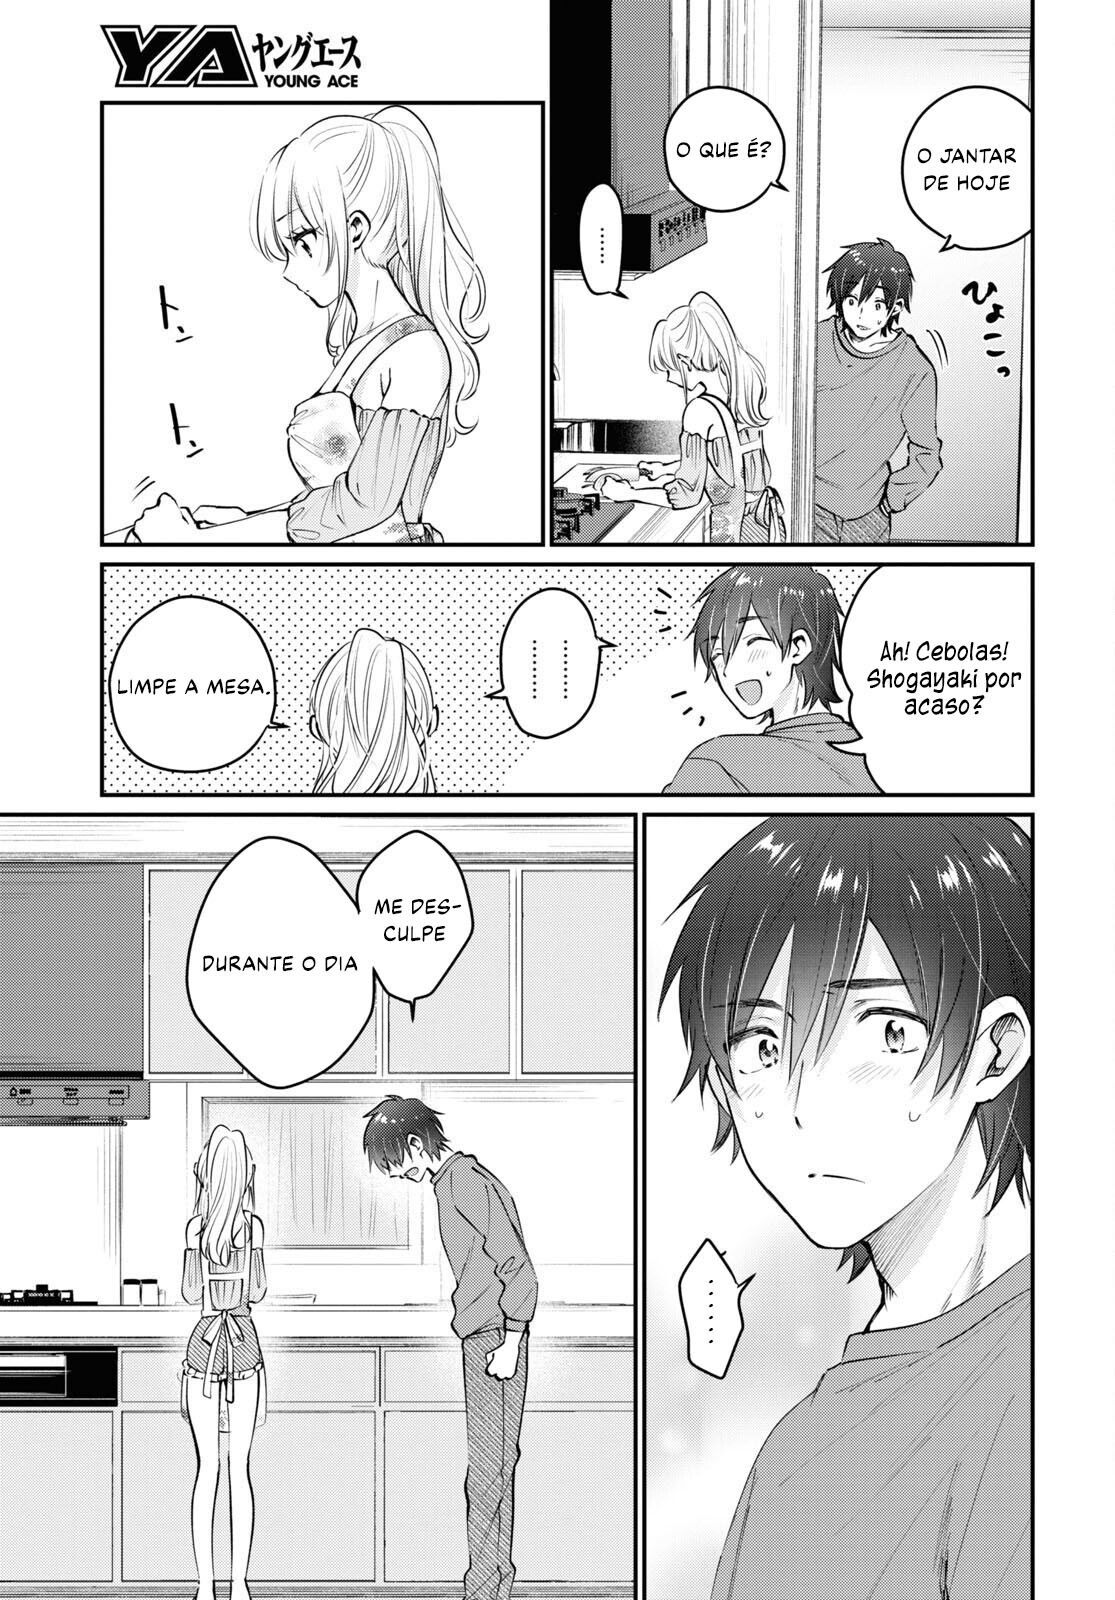 YA
ヤングエース
YOUNG ACE
O JANTAR
DE HOJE
O QUE É?
ひょこっ
トン
トン
Ah! Cebolas!
Shogayaki por
acaso?
LIMPE A MESA.
ME DES-
CULPE
DURANTE O DIA